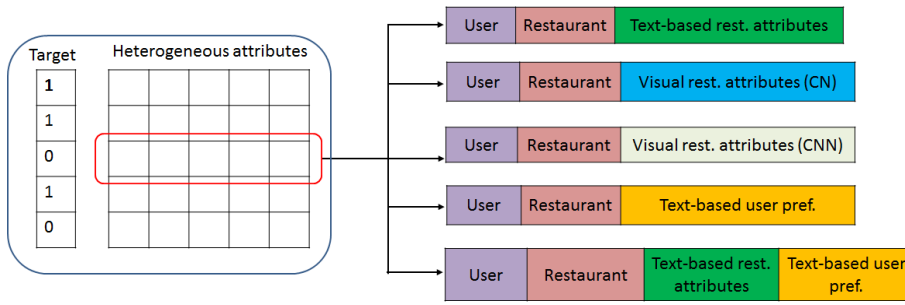 Target
Heterogeneous attributes
1
1
0
1
0
User Restaurant Text-based rest. attributes
User Restaurant Visual rest. attributes (CN)
User Restaurant Visual rest. attributes (CNN)
User Restaurant Text-based user pref.
User Restaurant Text-based rest. attributes Text-based user pref.